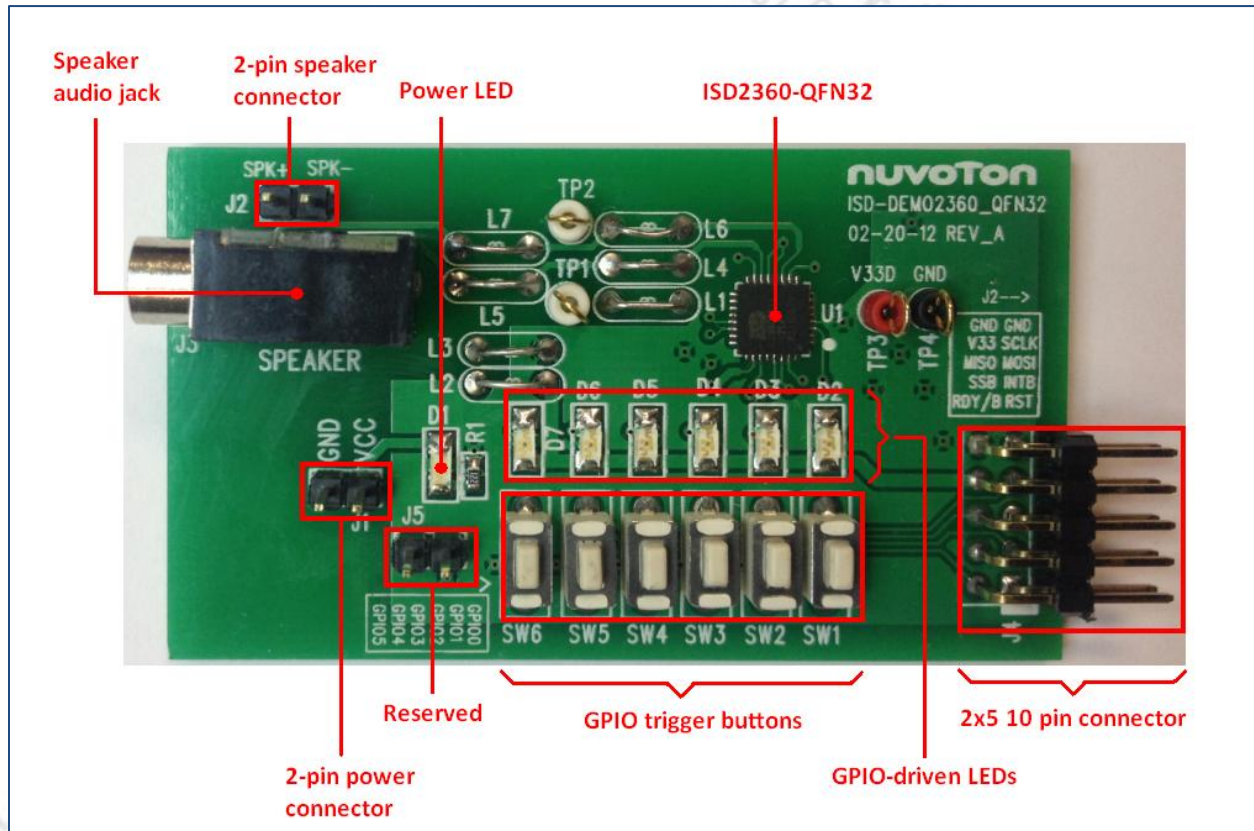 Speaker
audio jack
2-pin speaker
connector
Power LED
ISD2360-QFN32
SPK+ SPK-
J2
TP2
L7
L6
nuvoTon
ISD-DEMO2360_QFN32
02-20-12 REV_A
TP1
L4
V33D GND
L1
U1
J2-->
L5
J3
SPEAKER
L3
L2
TP3
TP4
GND GND
V33 SCLK
MISO MOSI
SSB INTB
RDY/B RST
D1
R1
D7
D6
D5
D4
D3
D2
GND
VCC
J1
J5
GPIO5
GPIO4
GPIO3
GPIO2
GPIO1
GPIO0
SW6 SW5 SW4 SW3 SW2 SW1
J4
Reserved
GPIO trigger buttons
2x5 10 pin connector
2-pin power
connector
GPIO-driven LEDs